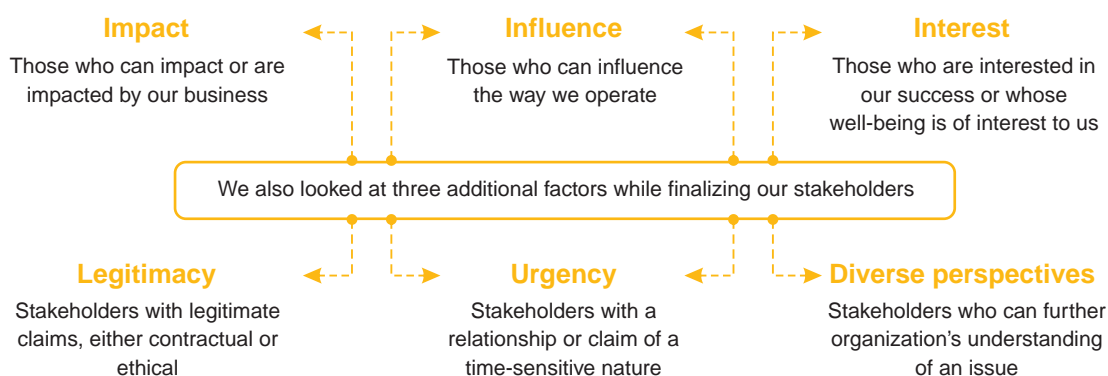 Impact
Those who can impact or are
impacted by our business
Influence
Those who can influence
the way we operate
Interest
Those who are interested in
our success or whose
well-being is of interest to us
We also looked at three additional factors while finalizing our stakeholders
Legitimacy
Stakeholders with legitimate
claims, either contractual or
ethical
Urgency
Stakeholders with a
relationship or claim of a
time-sensitive nature
Diverse perspectives
Stakeholders who can further
organization's understanding
of an issue